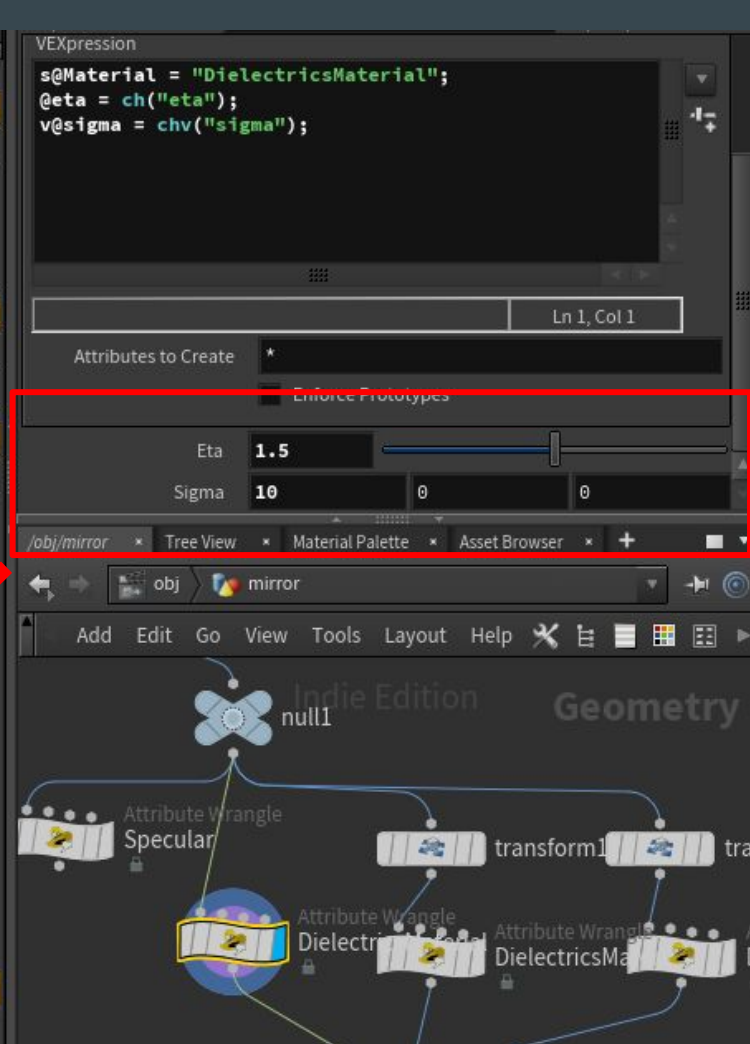 VEXpression
s@Material = "DielectricsMaterial";
@eta = ch("eta");
v@sigma = chv("sigma");
Ln 1, Col 1
Attributes to Create *
Enforce Prototypes
Eta 1.5
Sigma 10 0 0
/obj/mirror × Tree View × Material Palette × Asset Browser × +
obj mirror
Add Edit Go View Tools Layout Help
Indie Edition Geometry
null1
Attribute Wrangle
Specular
transform1
Attribute Wrangle
Attribute Wrangle